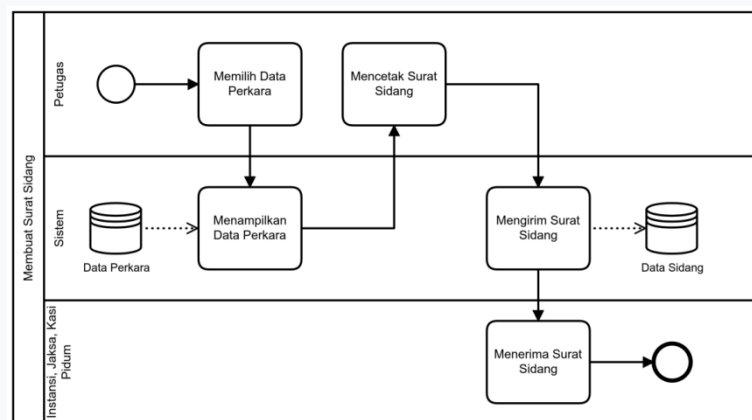 Membuat Surat Sidang
Petugas
Memilih Data
Perkara
Mencetak Surat
Sidang
Sistem
Data Perkara
Menampilkan
Data Perkara
Mengirim Surat
Sidang
Data Sidang
Instansi, Jaksa, Kasi
Pidum
Menerima Surat
Sidang